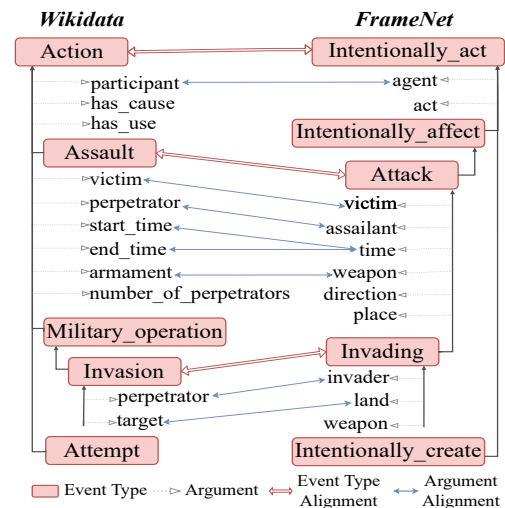 Wikidata FrameNet
Action Intentionally_act
participant agent
has_cause act
has_use
Intentionally_affect
Assault Attack
victim victim
perpetrator assailant
start_time time
end_time weapon
armament direction
number_of_perpetrators place
Military_operation
Invasion Invading
perpetrator invader
target land
weapon
Attempt Intentionally_create
Event Type Argument Event Type Alignment Argument Alignment